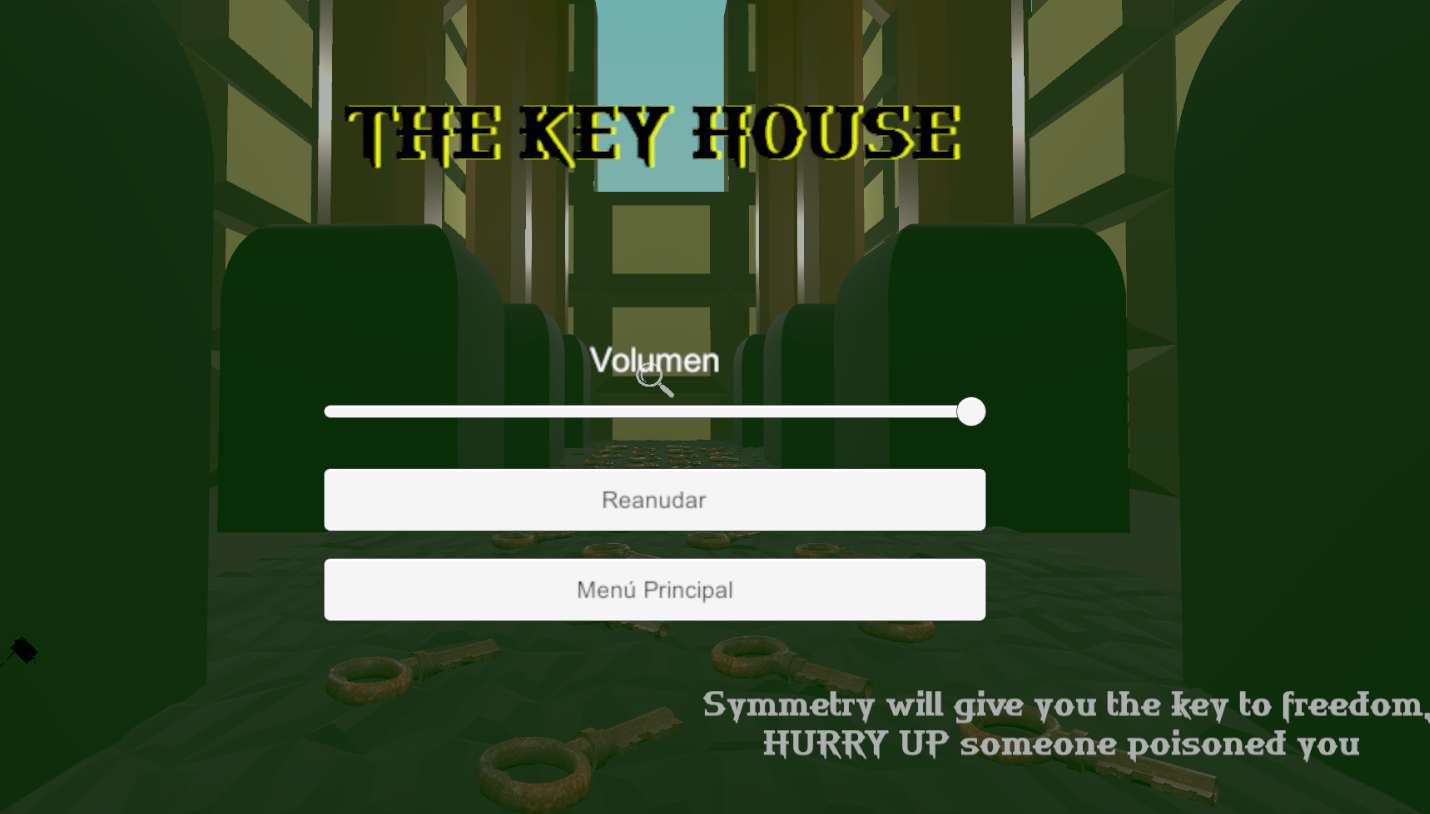 THE KEY HOUSE
Volumen
Reanudar
Menú Principal
Symmetry will give you the key to freedom,
HURRY UP someone poisoned you